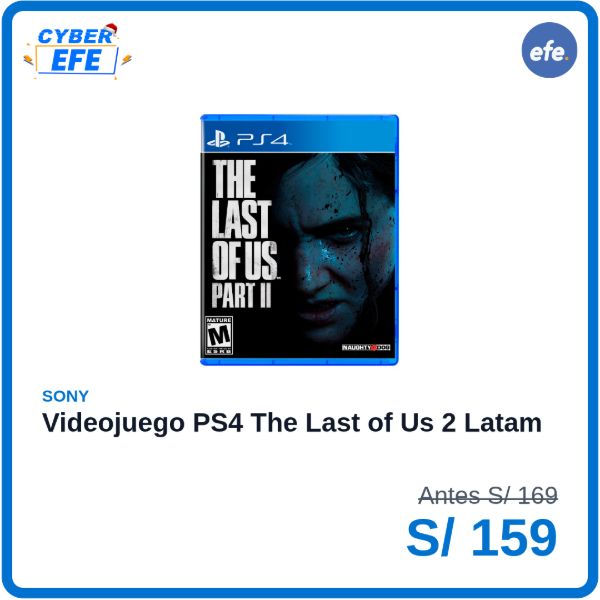 CYBER
EFE
efe.
PS4
THE
LAST
OF US
PART II
MATURE
M
ESRB
NAUGHTY DOG
SONY
Videojuego PS4 The Last of Us 2 Latam
Antes S/ 169
S/ 159